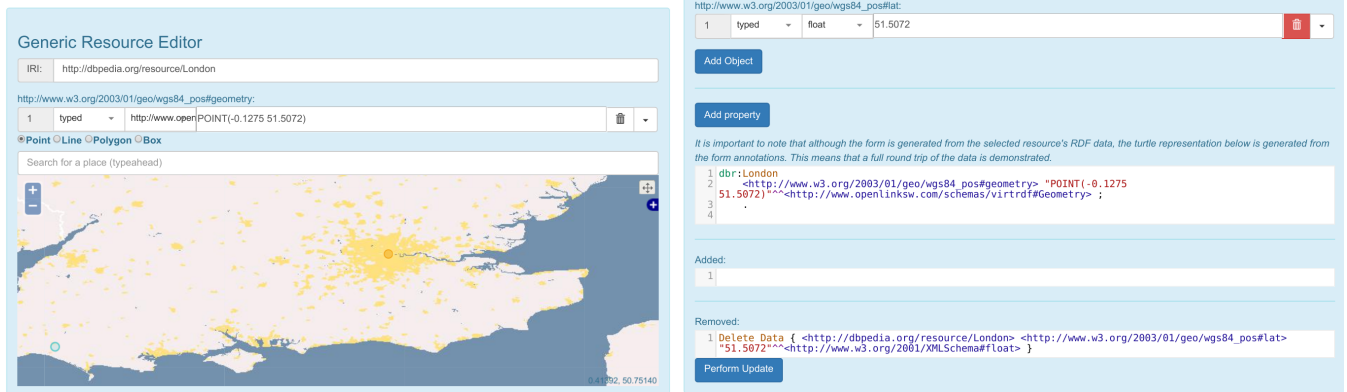 Generic Resource Editor
IRI: http://dbpedia.org/resource/London
http://www.w3.org/2003/01/geo/wgs84_pos#geometry:
1 typed http://www.open POINT(-0.1275 51.5072)
Point Line Polygon Box
Search for a place (typeahead)
+
−
+
0.41392, 50.75140
http://www.w3.org/2003/01/geo/wgs84_pos#lat:
1 typed float 51.5072
Add Object
Add property
It is important to note that although the form is generated from the selected resource's RDF data, the turtle representation below is generated from
the form annotations. This means that a full round trip of the data is demonstrated.
1 dbr:London
2 <http://www.w3.org/2003/01/geo/wgs84_pos#geometry> "POINT(-0.1275
51.5072)"^^<http://www.openlinksw.com/schemas/virtrdf#Geometry> ;
3 .
4
Added:
1
Removed:
1 Delete Data { <http://dbpedia.org/resource/London> <http://www.w3.org/2003/01/geo/wgs84_pos#lat>
"51.5072"^^<http://www.w3.org/2001/XMLSchema#float> }
Perform Update